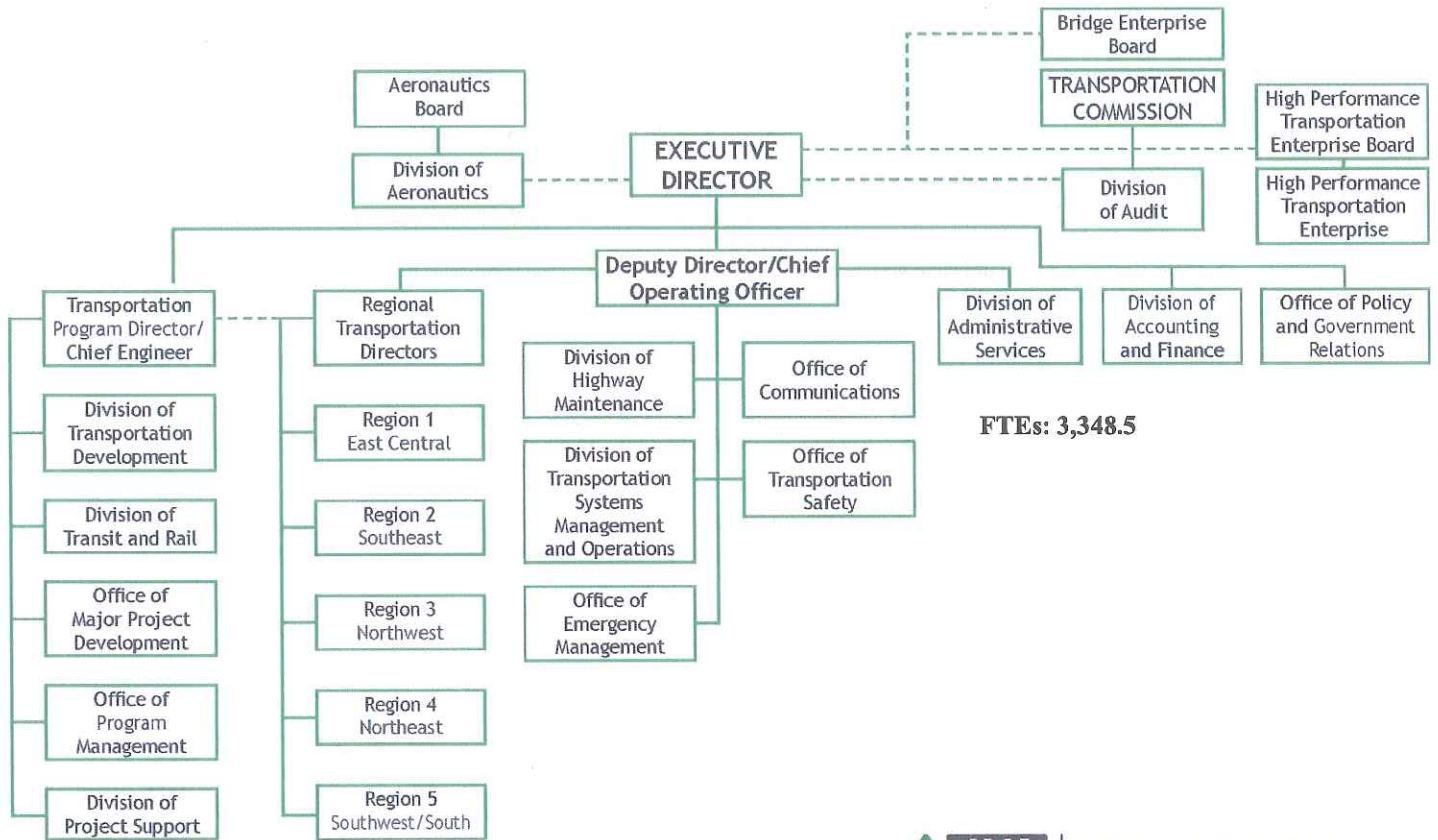 Bridge Enterprise
Board
Aeronautics
Board
TRANSPORTATION
COMMISSION
High Performance
Transportation
Enterprise Board
EXECUTIVE
DIRECTOR
Division of
Aeronautics
Division
of Audit
High Performance
Transportation
Enterprise
Deputy Director/Chief
Operating Officer
Transportation
Program Director/
Chief Engineer
Regional
Transportation
Directors
Division of
Administrative
Services
Division of
Accounting
and Finance
Office of Policy
and Government
Relations
Division of
Highway
Maintenance
Office of
Communications
Division of
Transportation
Development
Region 1
East Central
FTEs: 3,348.5
Division of
Transportation
Systems
Management
and Operations
Office of
Transportation
Safety
Division of
Transit and Rail
Region 2
Southeast
Office of
Major Project
Development
Region 3
Northwest
Office of
Emergency
Management
Office of
Program
Management
Region 4
Northeast
Division of
Project Support
Region 5
Southwest/South